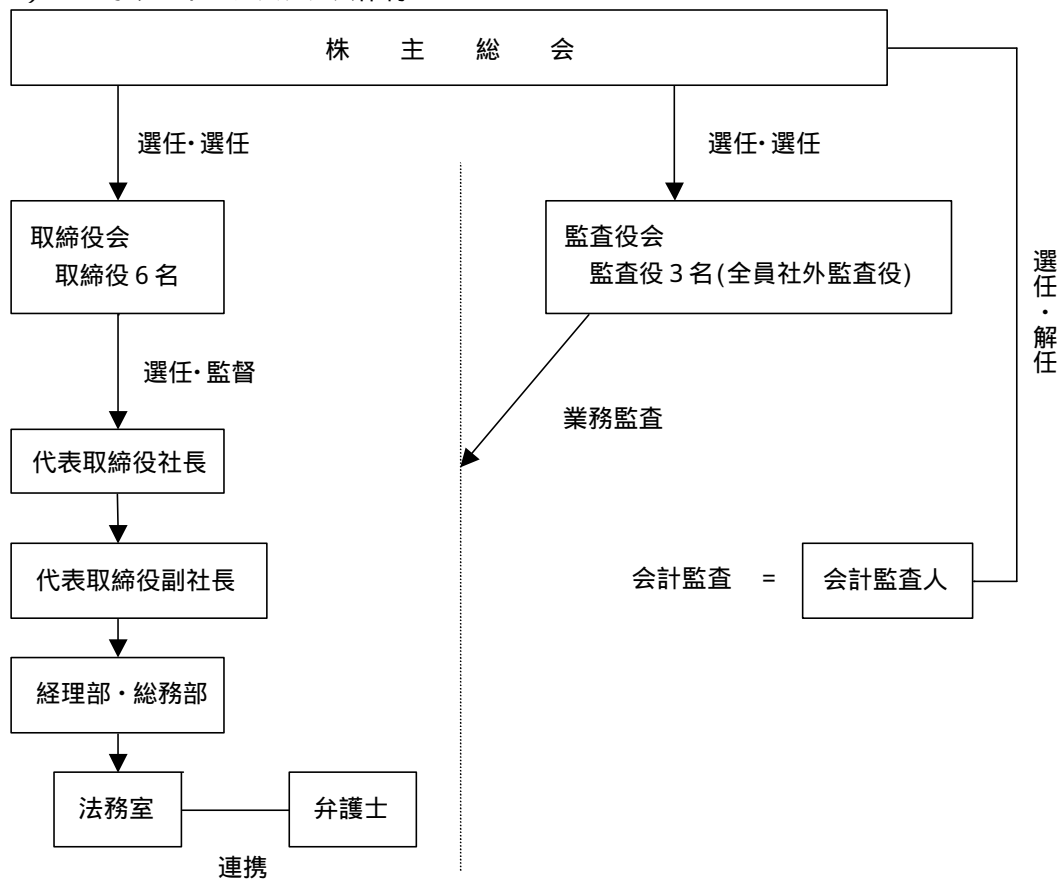 株主総会
選任・選任
選任・選任
取締役会
取締役6名
監査役会
監査役3名(全員社外監査役)
選任・解任
選任・監督
業務監査
代表取締役社長
代表取締役副社長
会計監査 = 会計監査人
経理部・総務部
法務室
弁護士
連携